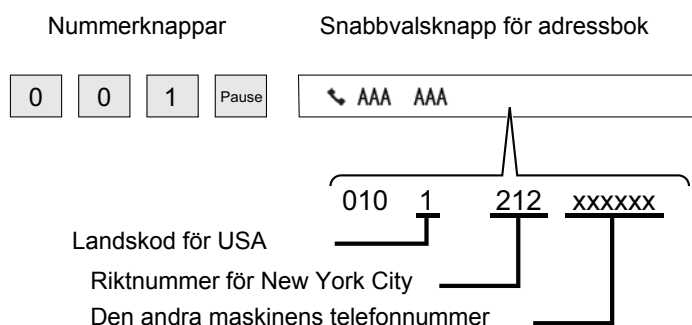 Nummerknappar Snabbvalsknapp för adressbok
0 0 1 Pause AAA AAA
010 1 212 xxxxxx
Landskod för USA
Riktnummer för New York City
Den andra maskinens telefonnummer